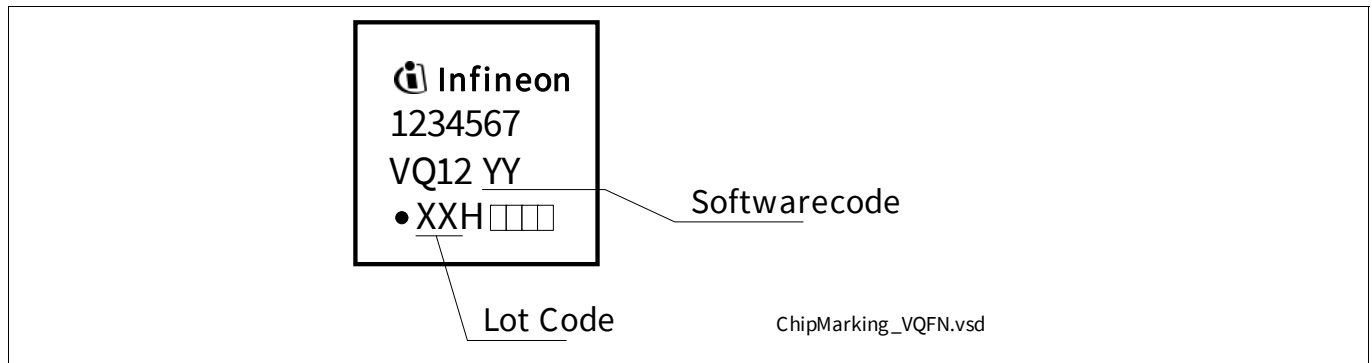 Infineon
1234567
VQ12 YY
●XXH□□□□
Softwarecode
Lot Code
ChipMarking_VQFN.vsd